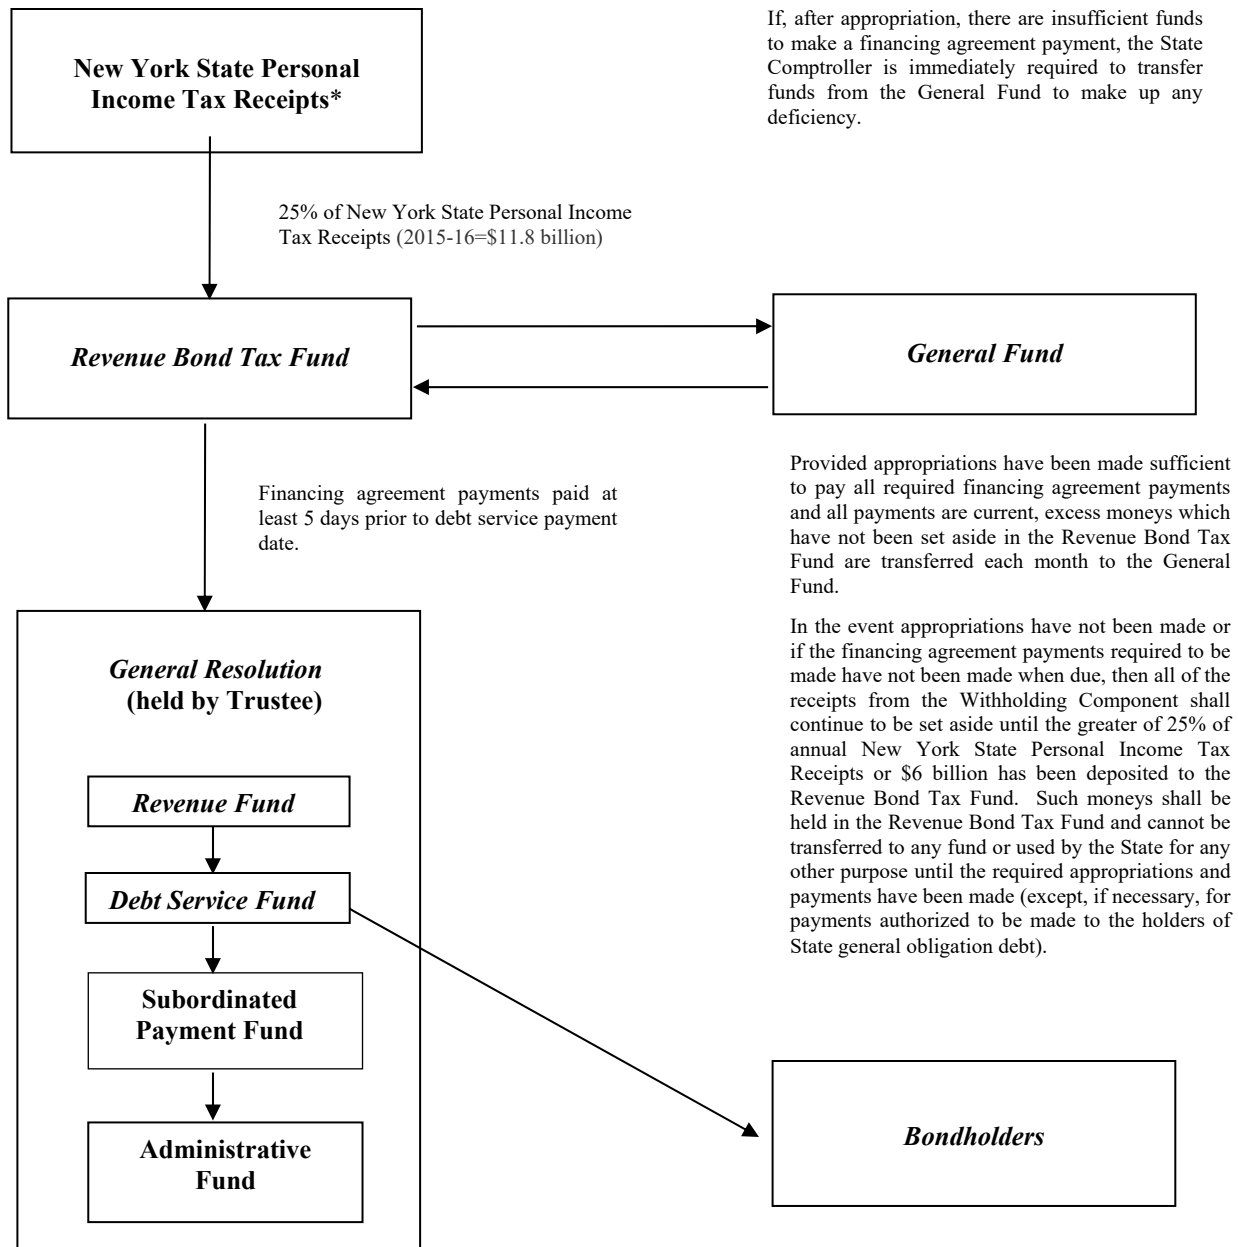 New York State Personal
Income Tax Receipts*
If, after appropriation, there are insufficient funds
to make a financing agreement payment, the State
Comptroller is immediately required to transfer
funds from the General Fund to make up any
deficiency.
25% of New York State Personal Income
Tax Receipts (2015-16=$11.8 billion)
Revenue Bond Tax Fund
General Fund
Financing agreement payments paid at
least 5 days prior to debt service payment
date.
Provided appropriations have been made sufficient
to pay all required financing agreement payments
and all payments are current, excess moneys which
have not been set aside in the Revenue Bond Tax
Fund are transferred each month to the General
Fund.
In the event appropriations have not been made or
if the financing agreement payments required to be
made have not been made when due, then all of the
receipts from the Withholding Component shall
continue to be set aside until the greater of 25% of
annual New York State Personal Income Tax
Receipts or $6 billion has been deposited to the
Revenue Bond Tax Fund. Such moneys shall be
held in the Revenue Bond Tax Fund and cannot be
transferred to any fund or used by the State for any
other purpose until the required appropriations and
payments have been made (except, if necessary, for
payments authorized to be made to the holders of
State general obligation debt).
General Resolution
(held by Trustee)
Revenue Fund
Debt Service Fund
Subordinated
Payment Fund
Administrative
Fund
Bondholders